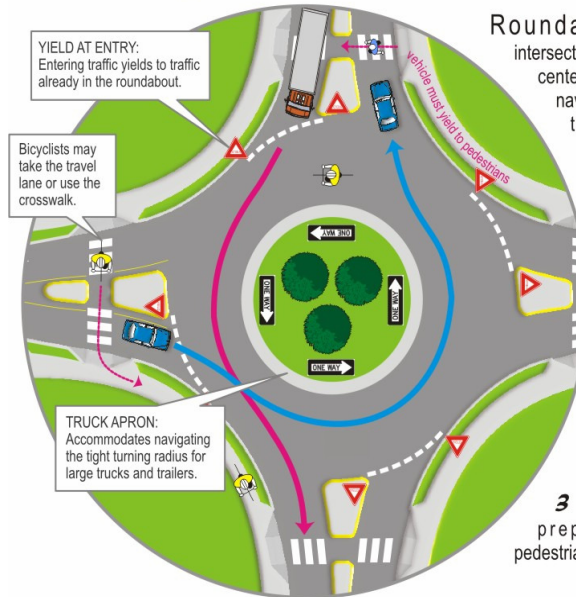 Rounda
intersect
cente
nav
t
YIELD AT ENTRY:
Entering traffic yields to traffic
already in the roundabout.
vehicle must yield to pedestrians
Bicyclists may
take the travel
lane or use the
crosswalk.
ONE WAY
ONE WAY
ONE WAY
ONE WAY
TRUCK APRON:
Accommodates navigating
the tight turning radius for
large trucks and trailers.
3
prep
pedestria